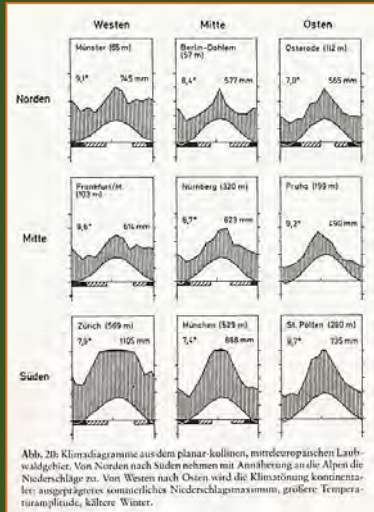 Westen Mitte Osten
Norden
Münster (65 m)
9,1° 745 mm
Berlin-Dahlem
(57 m)
8,4° 577 mm
Osterode (112 m)
7,0° 565 mm
Mitte
Frankfurt/M.
(103 m)
9,6° 614 mm
Nürnberg (320 m)
8,7° 623 mm
Praha (199 m)
9,2° 490 mm
Süden
Zürich (569 m)
7,9° 1105 mm
München (529 m)
7,4° 868 mm
St. Pölten (280 m)
8,7° 735 mm
Abb. 20: Klimadiagramme aus dem planar-kollinen, mitteleuropäischen Laub-
waldgebiet. Von Norden nach Süden nehmen mit Annäherung an die Alpen die
Niederschläge zu. Von Westen nach Osten wird die Klimatönung kontinenta-
ler: ausgeprägteres sommerliches Niederschlagsmaximum, größere Tempera-
turamplitude, kältere Winter.